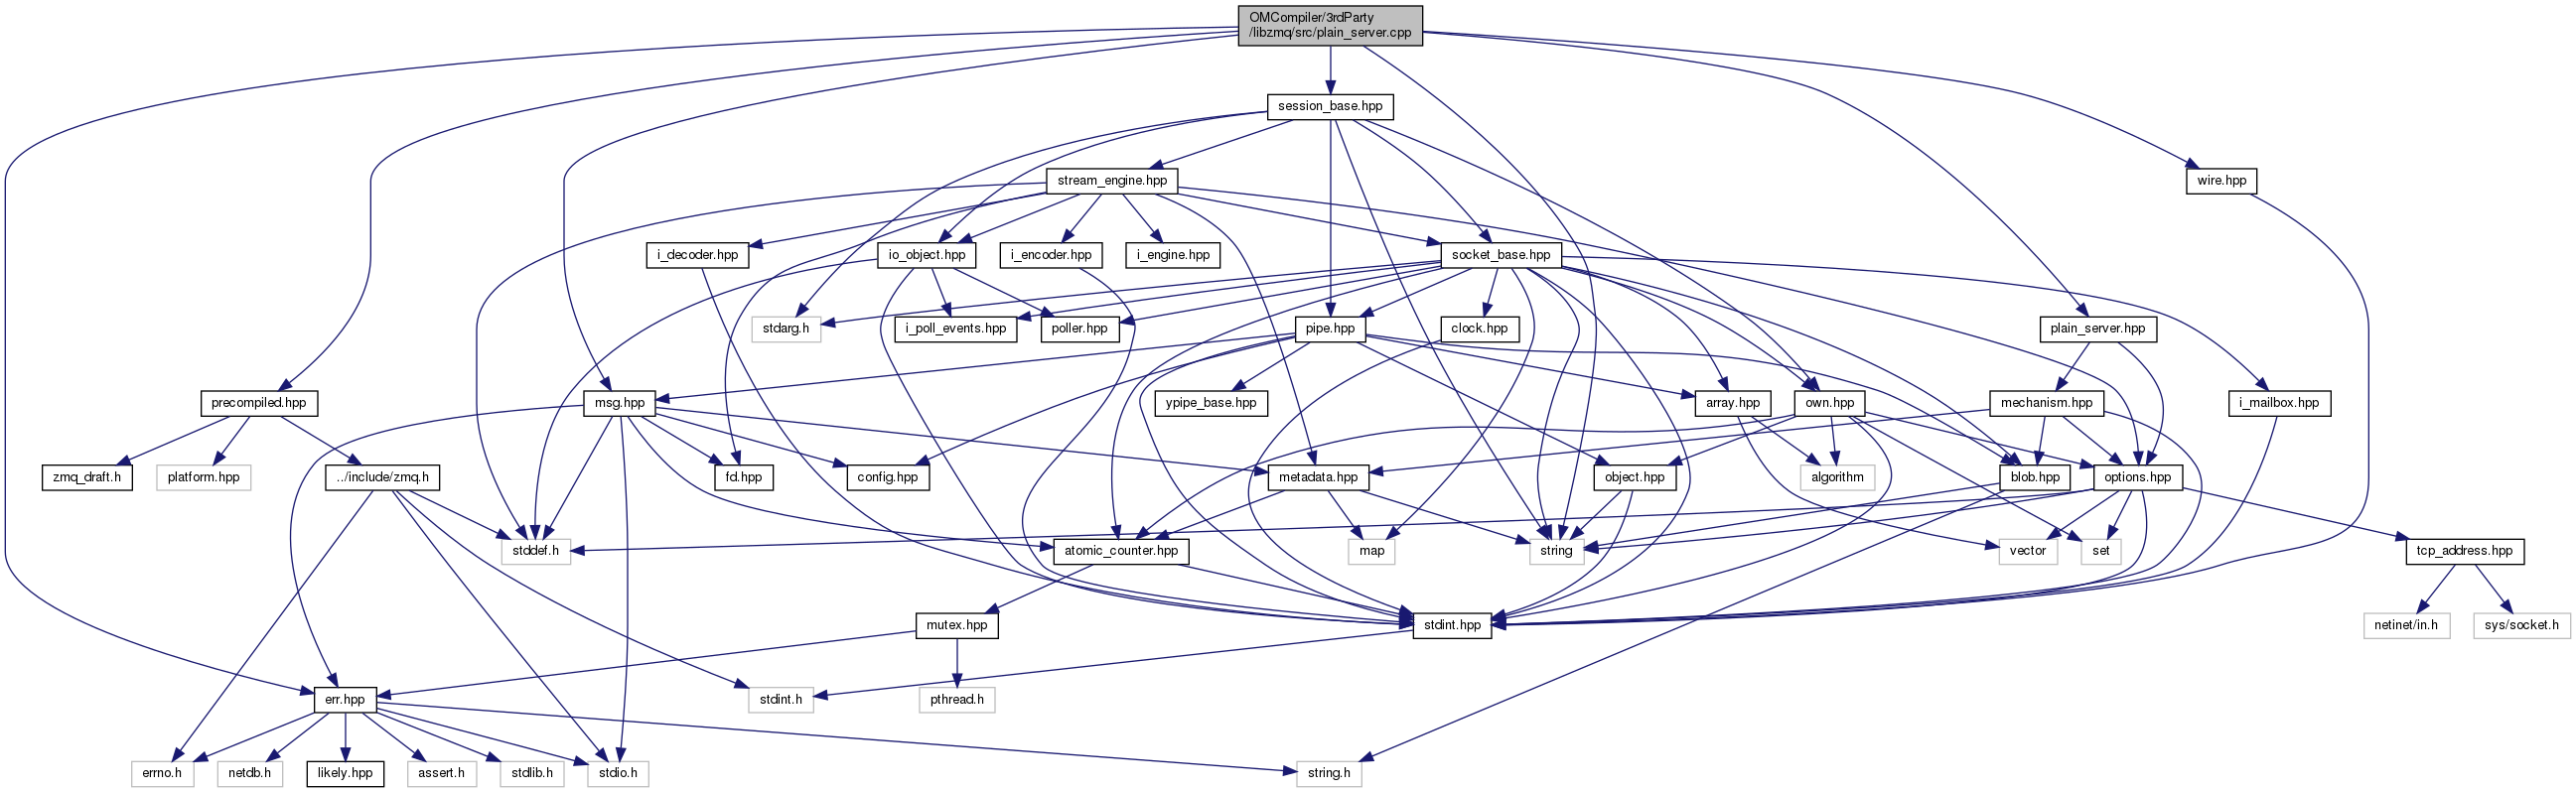 OMCompiler/3rdParty
/libzmq/src/plain_server.cpp
session_base.hpp
stream_engine.hpp
wire.hpp
i_decoder.hpp
io_object.hpp
i_encoder.hpp
i_engine.hpp
socket_base.hpp
stdarg.h
i_poll_events.hpp
poller.hpp
pipe.hpp
clock.hpp
plain_server.hpp
precompiled.hpp
msg.hpp
ypipe_base.hpp
array.hpp
own.hpp
mechanism.hpp
i_mailbox.hpp
zmq_draft.h
platform.hpp
../include/zmq.h
fd.hpp
config.hpp
metadata.hpp
object.hpp
algorithm
blob.hpp
options.hpp
stddef.h
atomic_counter.hpp
map
string
vector
set
tcp_address.hpp
mutex.hpp
stdint.hpp
netinet/in.h
sys/socket.h
err.hpp
stdint.h
pthread.h
errno.h
netdb.h
likely.hpp
assert.h
stdlib.h
stdio.h
string.h